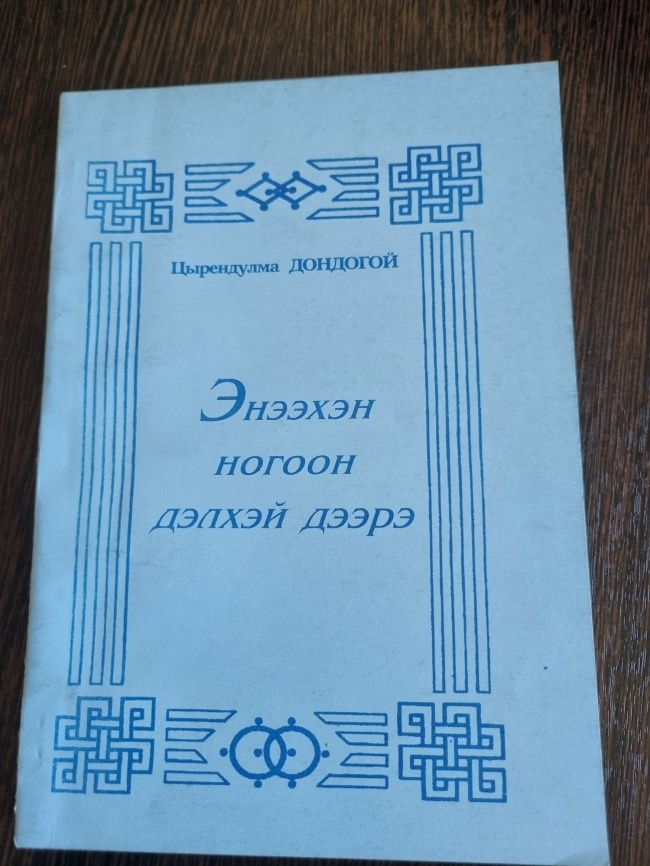 Цырендулма ДОНДОГОЙ
Энээхэн
ногоон
дэлхэй дээрэ